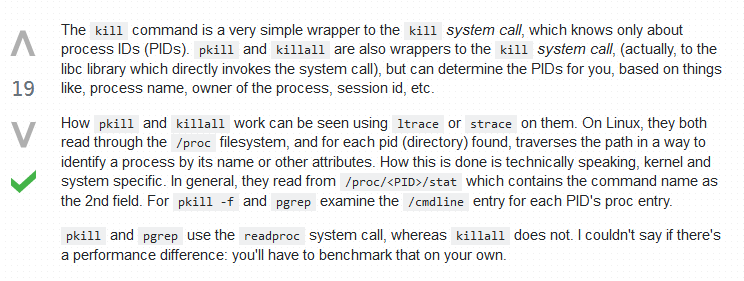 The kill command is a very simple wrapper to the kill system call, which knows only about
process IDs (PIDs). pkill and killall are also wrappers to the kill system call, (actually, to the
libc library which directly invokes the system call), but can determine the PIDs for you, based on things
like, process name, owner of the process, session id, etc.
19
How pkill and killall work can be seen using ltrace or strace on them. On Linux, they both
read through the /proc filesystem, and for each pid (directory) found, traverses the path in a way to
identify a process by its name or other attributes. How this is done is technically speaking, kernel and
system specific. In general, they read from /proc/<PID>/stat which contains the command name as
the 2nd field. For pkill -f and pgrep examine the /cmdline entry for each PID's proc entry.
pkill and pgrep use the readproc system call, whereas killall does not. I couldn't say if there's
a performance difference: you'll have to benchmark that on your own.